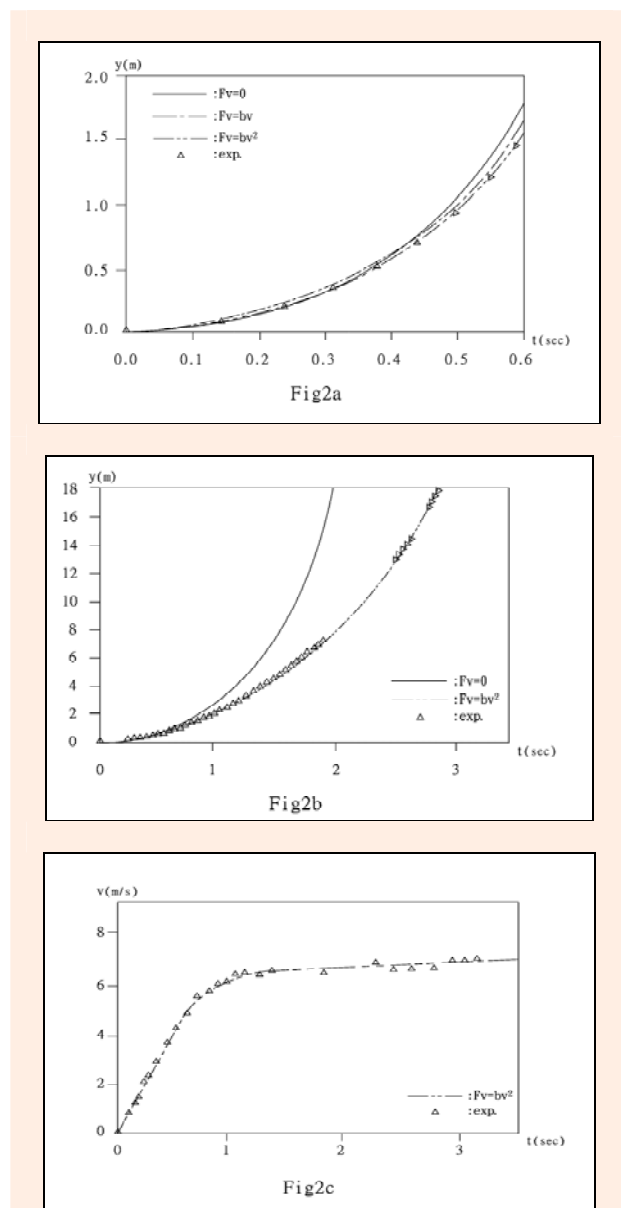 y(m)
2.0
:Fv=0
:Fv=bv
1.5
:Fv=bv²
:exp.
1.0
0.5
0.0
t(scc)
0.0 0.1 0.2 0.3 0.4 0.5 0.6
Fig2a
y(m)
18
16
14
12
10
8
6
4
:Fv=0
:Fv=bv²
2
:exp.
0
t(scc)
0 1 2 3
Fig2b
v(m/s)
8
6
4
2
:Fv=bv²
:exp.
0
t(sec)
0 1 2 3
Fig2c